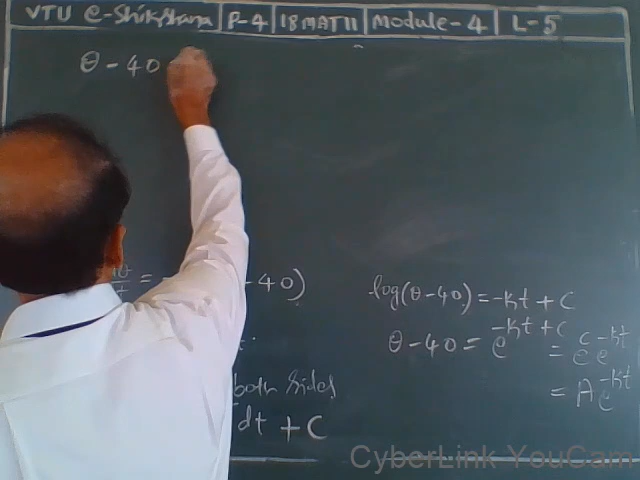 VTU e-Shikshana P-4 18MAT11 Module-4 L-5
θ - 40
= - - 40)
both sides
dt + C
log(θ-40) = -kt + C
θ - 40 = e^{-kt + C} = e^{C} e^{-kt}
= A e^{-kt}
CyberLink YouCam